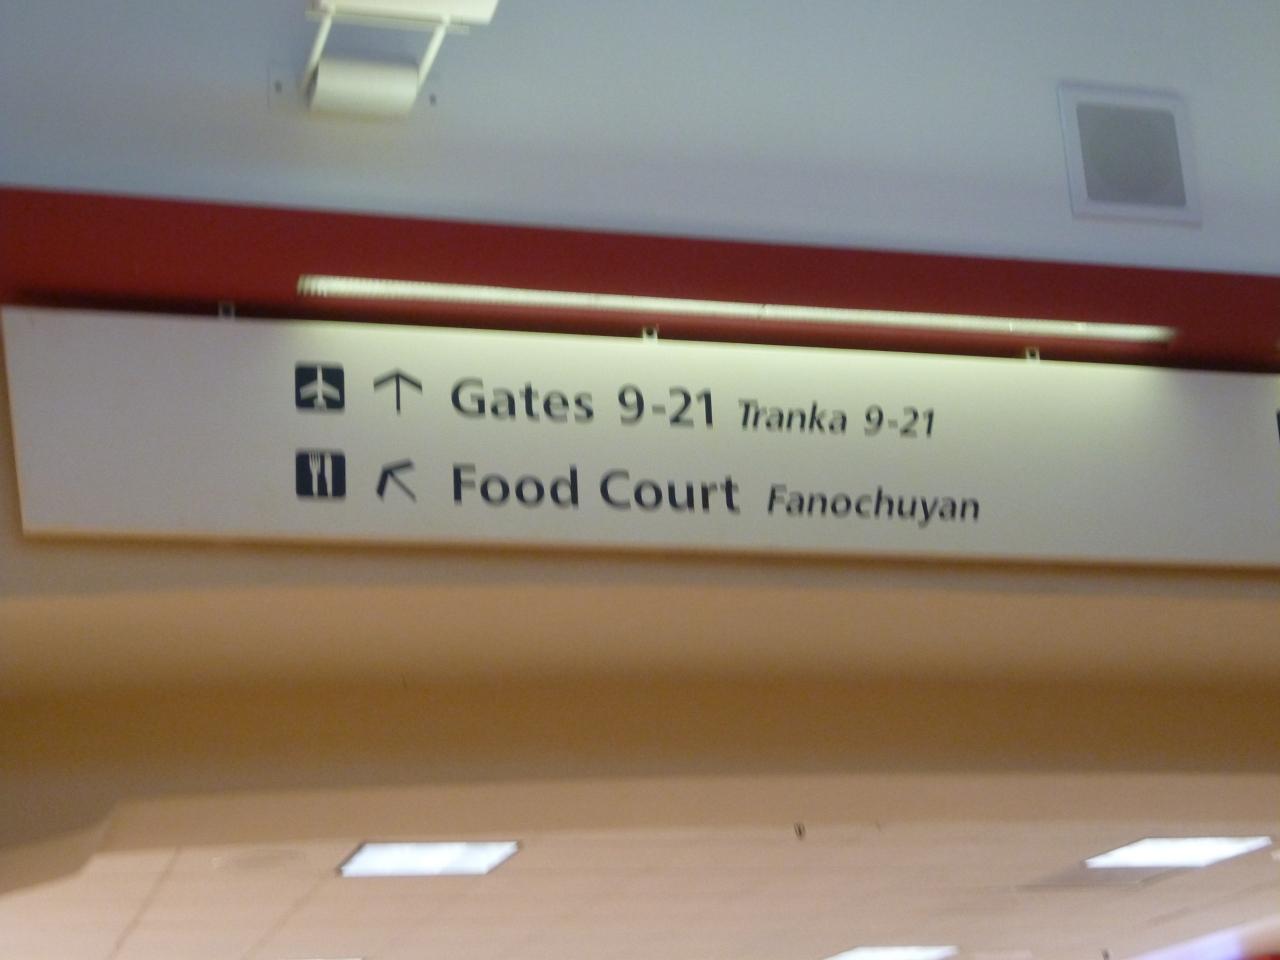 Gates 9-21 Tranka 9-21
Food Court Fanochuyan